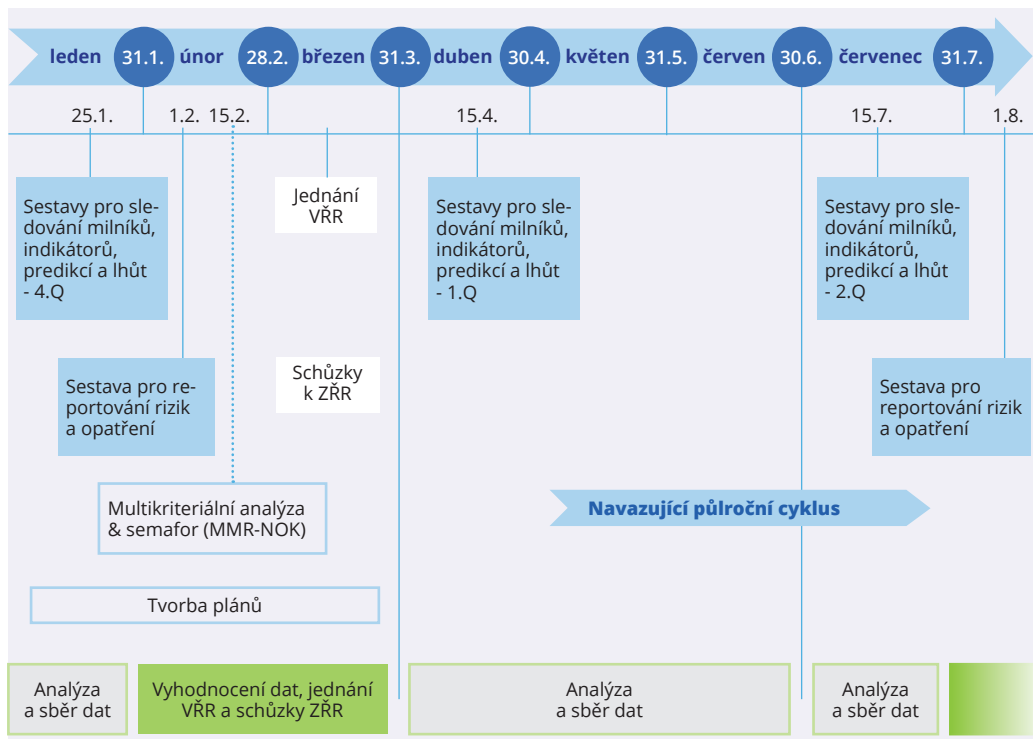 leden 31.1. únor 28.2. březen 31.3. duben 30.4. květen 31.5. červen 30.6. červenec 31.7.
25.1. 1.2. 15.2. 15.4. 15.7. 1.8.
Sestavy pro sle-
dování milníků,
indikátorů,
predikcí a lhůt
- 4.Q
Jednání
VŘR
Sestavy pro sle-
dování milníků,
indikátorů,
predikcí a lhůt
- 1.Q
Sestavy pro sle-
dování milníků,
indikátorů,
predikcí a lhůt
- 2.Q
Sestava pro re-
portování rizik
a opatření
Schůzky
k ZŘR
Sestava pro
reportování rizik
a opatření
Multikriteriální analýza
& semafor (MMR-NOK)
Navazující půlroční cyklus
Tvorba plánů
Analýza
a sběr dat
Vyhodnocení dat, jednání
VŘR a schůzky ZŘR
Analýza
a sběr dat
Analýza
a sběr dat